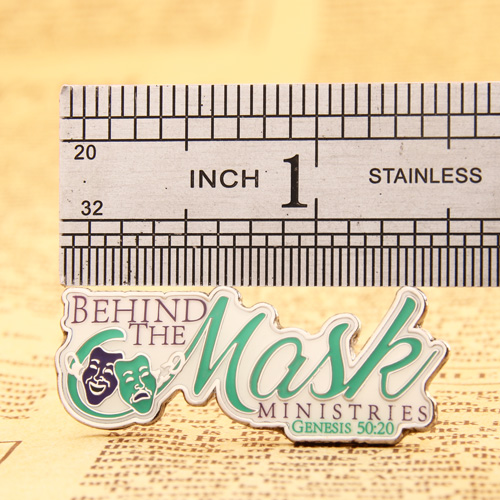 20
INCH 1 STAINLESS
32
BEHIND
THE
Mask
MINISTRIES
GENESIS 50:20